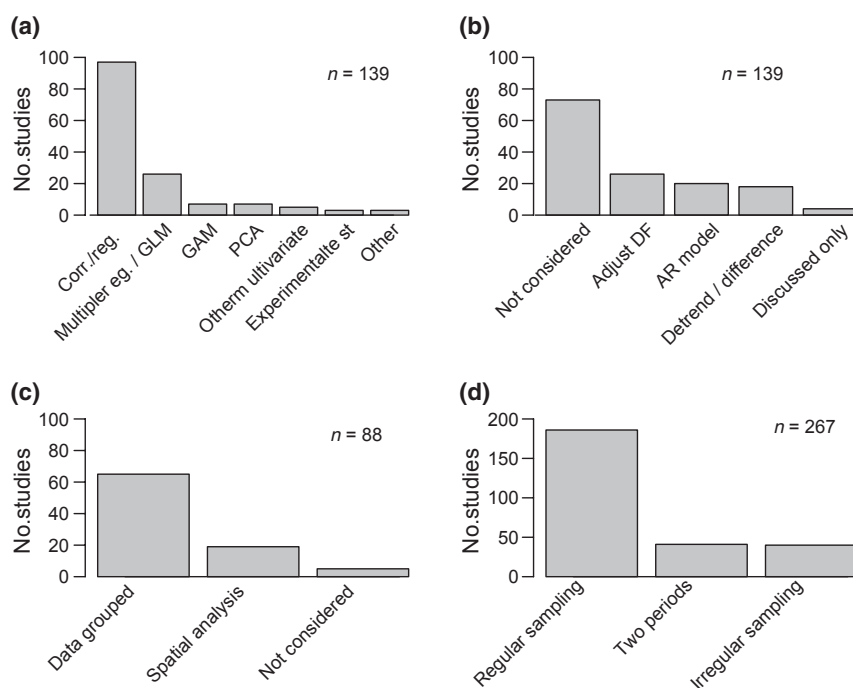 (a)
No.studies
100
80
60
40
20
0
n = 139
Corr./reg.
Multipler eg. / GLM
GAM
PCA
Otherm ultivariate
Experimentalte st
Other
(b)
No.studies
100
80
60
40
20
0
n = 139
Not considered
Adjust DF
AR model
Detrend / difference
Discussed only
(c)
No.studies
100
80
60
40
20
0
n = 88
Data grouped
Spatial analysis
Not considered
(d)
No.studies
200
150
100
50
0
n = 267
Regular sampling
Two periods
Irregular sampling